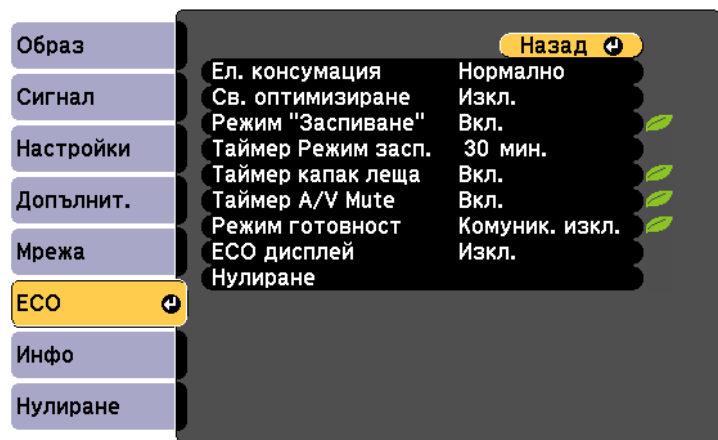 Образ
Сигнал
Настройки
Допълнит.
Мрежа
ECO
Инфо
Нулиране
Назад
Ел. консумация Нормално
Св. оптимизиране Изкл.
Режим "Заспиване" Вкл.
Таймер Режим засп. 30 мин.
Таймер капак леща Вкл.
Таймер A/V Mute Вкл.
Режим готовност Комуник. изкл.
ECO дисплей Изкл.
Нулиране